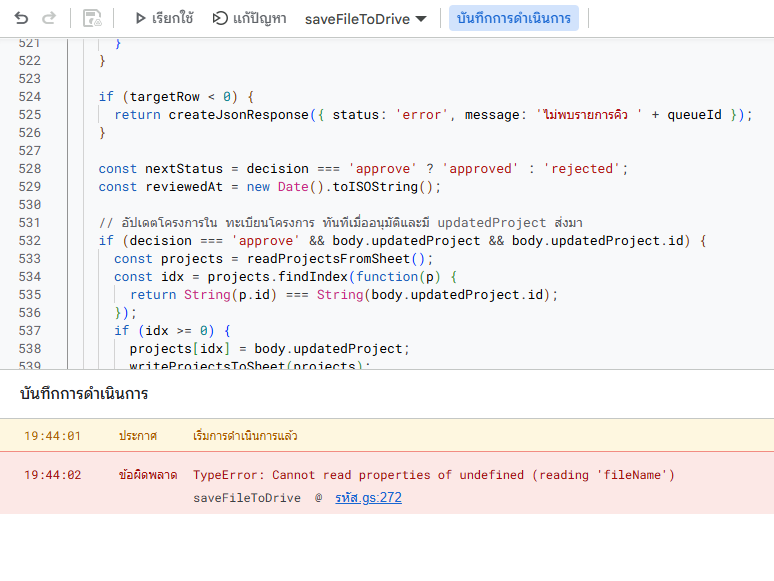 เรียกใช้ แก้ปัญหา saveFileToDrive บันทึกการดำเนินการ
521 }
522 }
523
524 if (targetRow < 0) {
525 return createJsonResponse({ status: 'error', message: 'ไม่พบรายการคิว ' + queueId });
526 }
527
528 const nextStatus = decision === 'approve' ? 'approved' : 'rejected';
529 const reviewedAt = new Date().toISOString();
530
531 // อัปเดตโครงการใน ทะเบียนโครงการ ทันทีเมื่ออนุมัติและมี updatedProject ส่งมา
532 if (decision === 'approve' && body.updatedProject && body.updatedProject.id) {
533 const projects = readProjectsFromSheet();
534 const idx = projects.findIndex(function(p) {
535 return String(p.id) === String(body.updatedProject.id);
536 });
537 if (idx >= 0) {
538 projects[idx] = body.updatedProject;
539 writeProjectsToSheet(projects);
บันทึกการดำเนินการ
19:44:01 ประกาศ เริ่มการดำเนินการแล้ว
19:44:02 ข้อผิดพลาด TypeError: Cannot read properties of undefined (reading 'fileName')
saveFileToDrive @ รหัส.gs:272